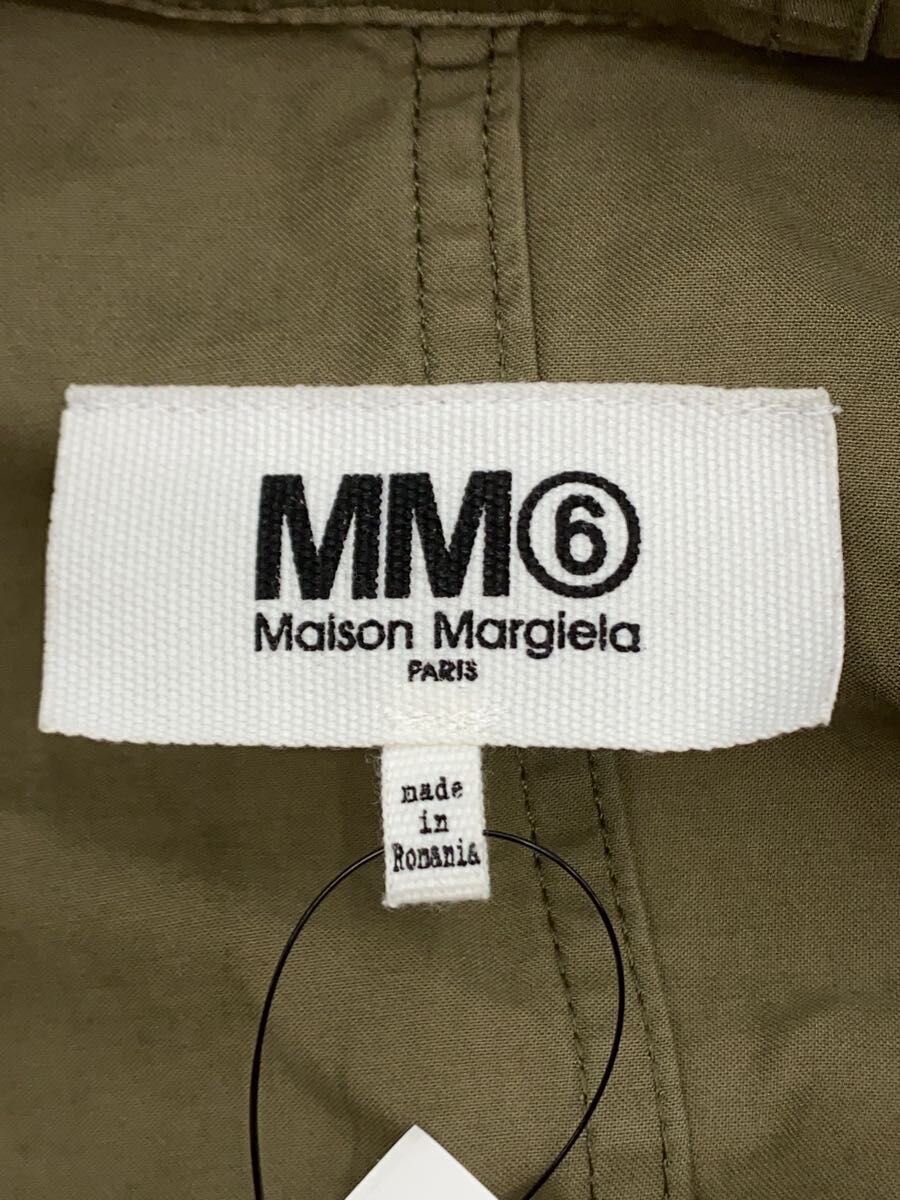 MM⑥
Maison Margiela
PARIS
made
in
Romania